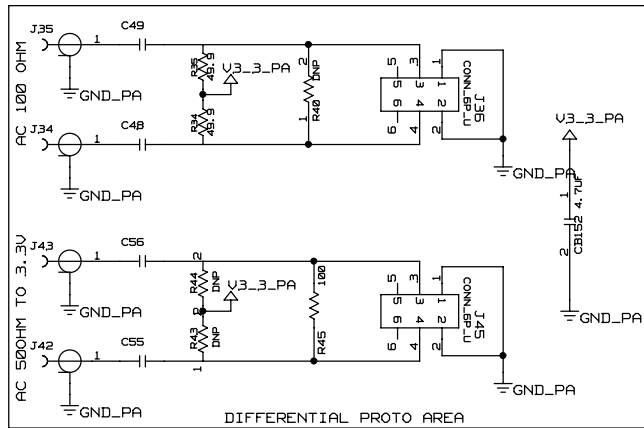 AC 100 OHM
J35
1
C49
GND_PA
R35
49.9
V3_3_PA
R34
49.9
2
DNP
R40
1
5 3 1
5 3 1
6 4 2
6 4 2
CONN_6P_U
J36
GND_PA
J34
1
C48
GND_PA
V3_3_PA
1
4.7UF
CB152
2
GND_PA
AC 50OHM TO 3.3V
J43
1
C56
GND_PA
2
R44
DNP
V3_3_PA
R43
DNP
1
100
R45
5 3 1
5 3 1
6 4 2
6 4 2
CONN_6P_U
J45
GND_PA
J42
1
C55
GND_PA
DIFFERENTIAL PROTO AREA